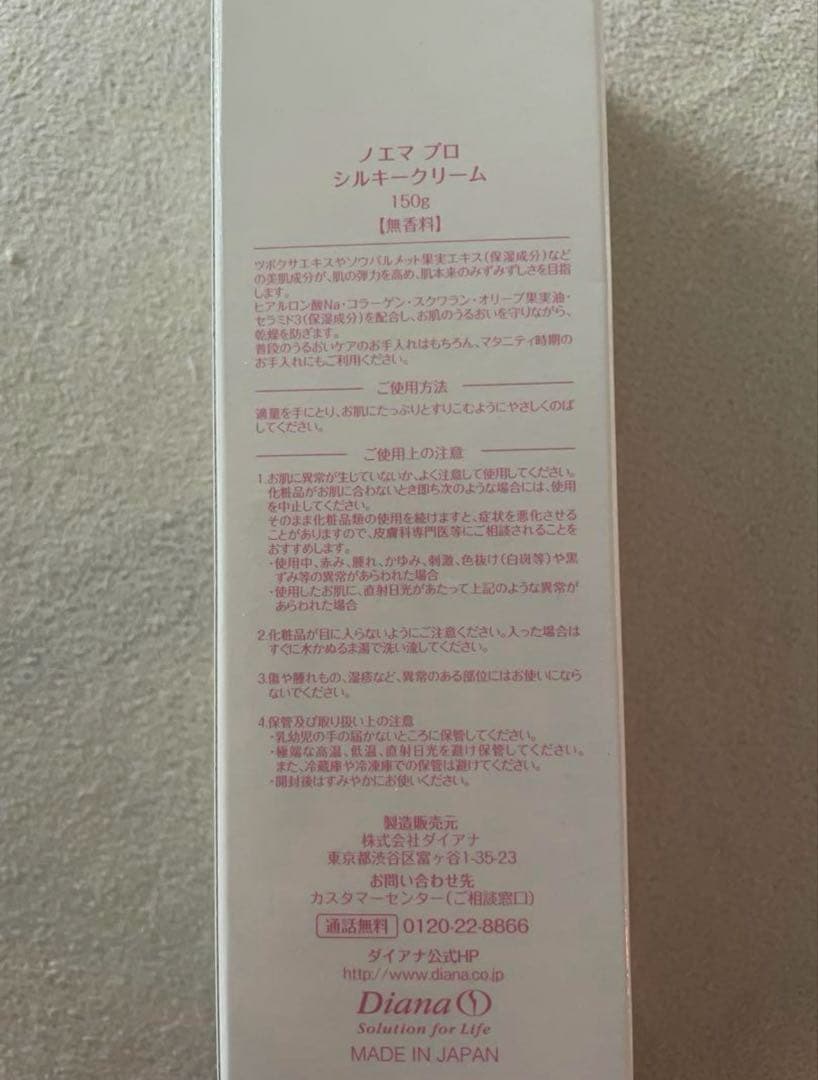 ノエマ プロ
シルキークリーム
150g
【無香料】
ツボクサエキスやソウパルメット果実エキス(保湿成分)など
の美肌成分が、肌の弾力を高め、肌本来のみずみずしさを目指
します。
ヒアルロン酸Na・コラーゲン・スクワラン・オリーブ果実油・
セラミド3(保湿成分)を配合し、お肌のうるおいを守りながら、
乾燥を防ぎます。
普段のうるおいケアのお手入れはもちろん、マタニティ時期の
お手入れにもご利用ください。
ご使用方法
適量を手にとり、お肌にたっぷりとすりこむようにやさしくのば
してください。
ご使用上の注意
1.お肌に異常が生じていないか、よく注意して使用してください。
化粧品がお肌に合わないとき即ち次のような場合には、使用
を中止してください。
そのまま化粧品類の使用を続けますと、症状を悪化させる
ことがありますので、皮膚科専門医等にご相談されることを
おすすめします。
・使用中、赤み、腫れ、かゆみ、刺激、色抜け(白斑等)や黒
ずみ等の異常があらわれた場合
・使用したお肌に、直射日光があたって上記のような異常が
あらわれた場合
2.化粧品が目に入らないようにご注意ください。入った場合は
すぐに水かぬるま湯で洗い流してください。
3.傷や腫れもの、湿疹など、異常のある部位にはお使いになら
ないでください。
4.保管及び取り扱い上の注意
・乳幼児の手の届かないところに保管してください。
・極端な高温、低温、直射日光を避け保管してください。
また、冷蔵庫や冷凍庫での保管は避けてください。
・開封後はすみやかにお使いください。
製造販売元
株式会社ダイアナ
東京都渋谷区富ヶ谷1-35-23
お問い合わせ先
カスタマーセンター(ご相談窓口)
通話無料 0120-22-8866
ダイアナ公式HP
http://www.diana.co.jp
Diana
Solution for Life
MADE IN JAPAN